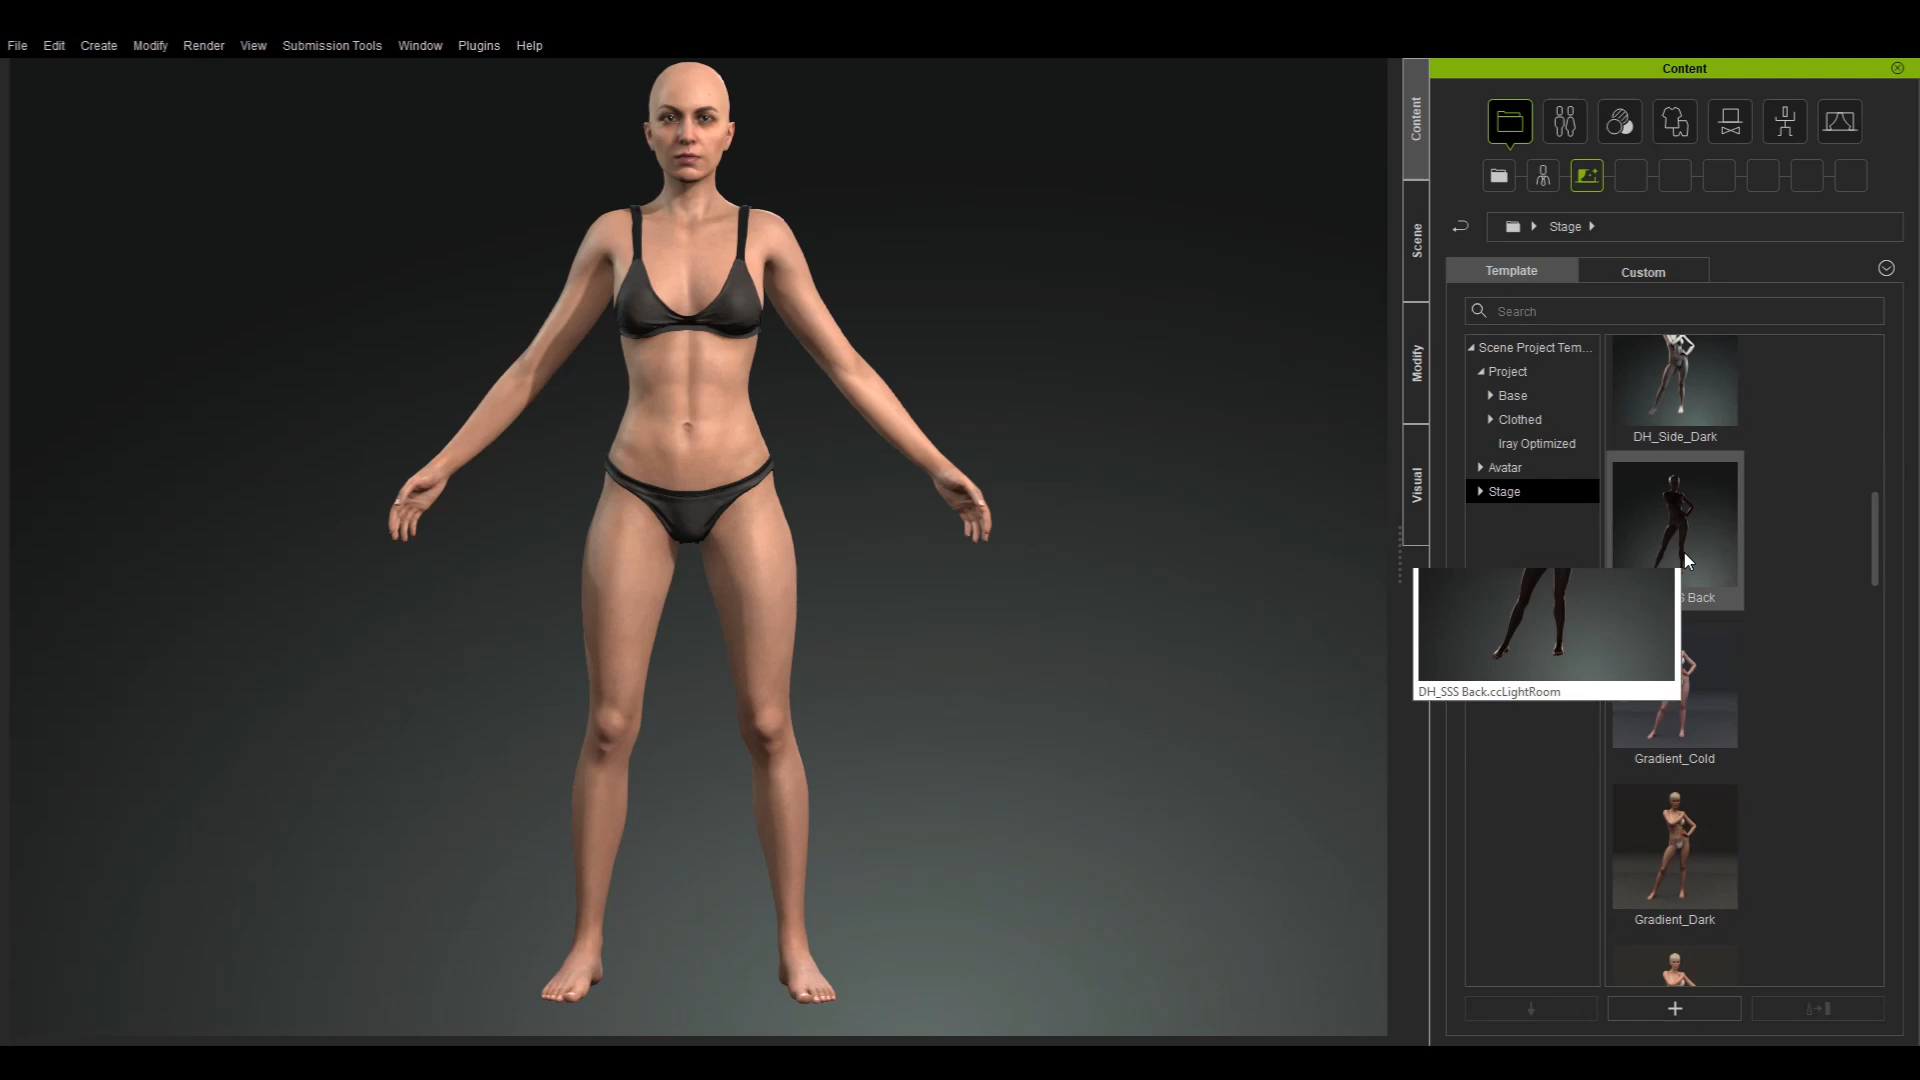 File Edit Create Modify Render View Submission Tools Window Plugins Help
Content
Content
Scene
Modify
Visual
Stage
Template Custom
Search
Scene Project Tem...
Project
Base
Clothed
Iray Optimized
Avatar
Stage
DH_Side_Dark
Back
DH_SSS Back.ccLightRoom
Gradient_Cold
Gradient_Dark